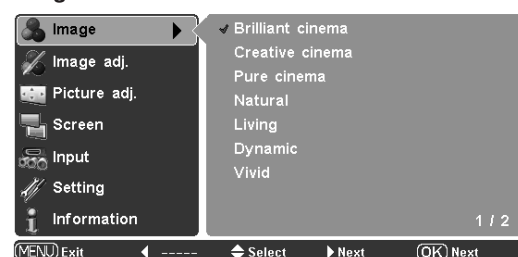 Image
Image adj.
Picture adj.
Screen
Input
Setting
Information
Brilliant cinema
Creative cinema
Pure cinema
Natural
Living
Dynamic
Vivid
1 / 2
MENU Exit ----- Select Next OK Next